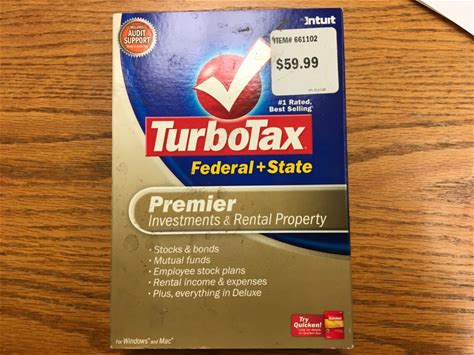 INCLUDES
AUDIT
SUPPORT
intuit
ITEM# 661102
$59.99
#1 Rated,
Best Selling*
TurboTax
Federal + State
Premier
Investments & Rental Property
· Stocks & bonds
· Mutual funds
· Employee stock plans
· Rental income & expenses
· Plus, everything in Deluxe
Try
Quicken!
For Windows® and Mac®